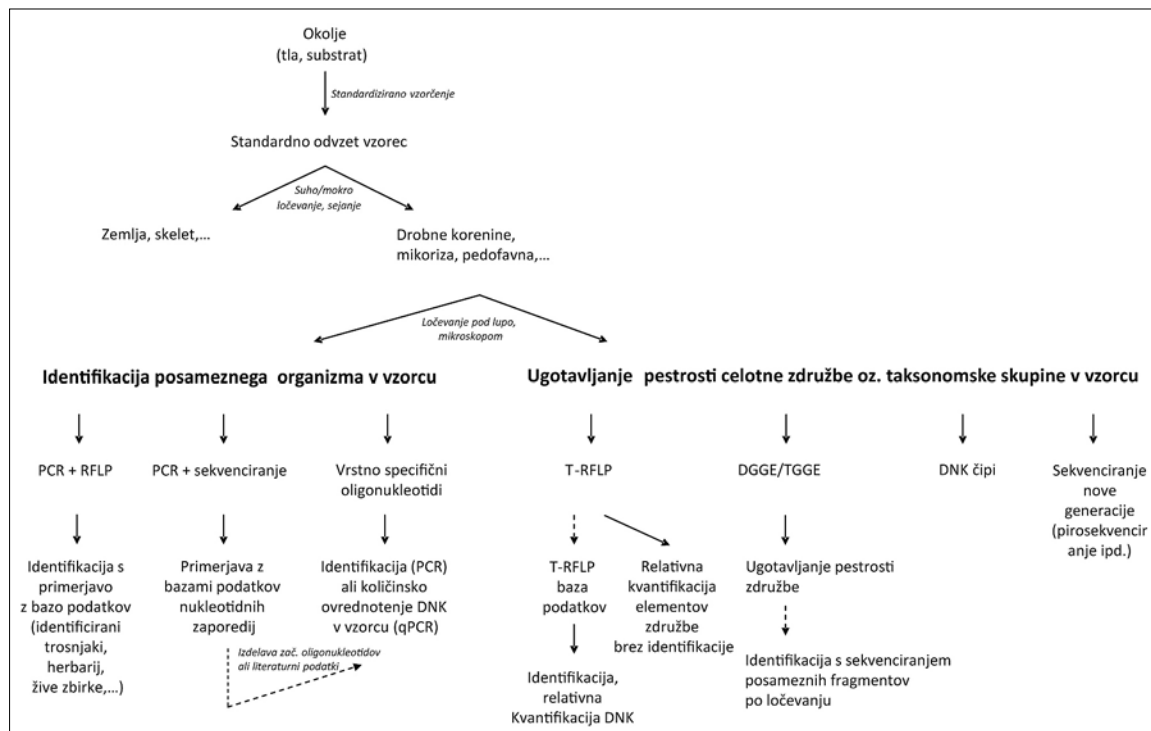 Okolje
(tla, substrat)
Standardizirano vzorčenje
Standardno odvzet vzorec
Suho/mokro
ločevanje, sejanje
Zemlja, skelet,...
Drobne korenine,
mikoriza, pedofavna,...
Ločevanje pod lupo,
mikroskopom
Identifikacija posameznega organizma v vzorcu
Ugotavljanje pestrosti celotne združbe oz. taksonomske skupine v vzorcu
PCR + RFLP
PCR + sekvenciranje
Vrstno specifični
oligonukleotidi
T-RFLP
DGGE/TGGE
DNK čipi
Sekvenciranje
nove
generacije
(pirosekvencir
anje ipd.)
Identifikacija s
primerjavo
z bazo podatkov
(identificirani
trosnjaki,
herbarij,
žive zbirke,...)
Primerjava z
bazami podatkov
nukleotidnih
zaporedij
Identifikacija (PCR)
ali količinsko
ovrednotenje DNK
v vzorcu (qPCR)
Izdelava zač. oligonukleotidov
ali literaturni podatki
T-RFLP
baza
podatkov
Relativna
kvantifikacija
elementov
združbe
brez identifikacije
Identifikacija,
relativna
Kvantifikacija DNK
Ugotavljanje pestrosti
združbe
Identifikacija s sekvenciranjem
posameznih fragmentov
po ločevanju